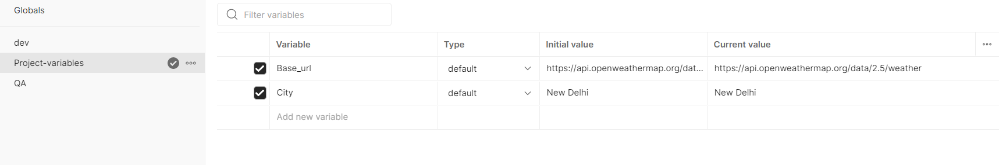 Globals
dev
Project-variables
QA
Filter variables
Variable Type Initial value Current value
Base_url default https://api.openweathermap.org/dat... https://api.openweathermap.org/data/2.5/weather
City default New Delhi New Delhi
Add new variable